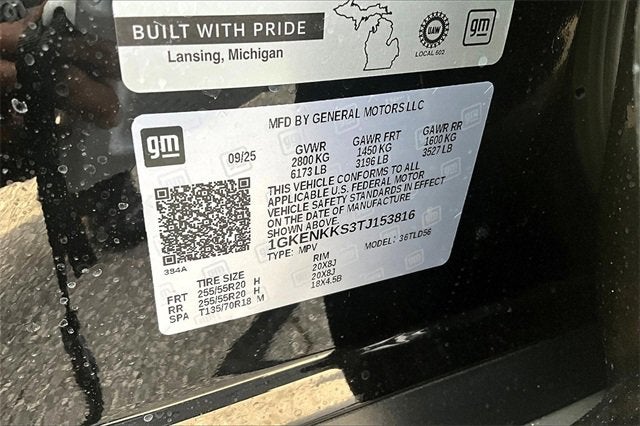 BUILT WITH PRIDE
Lansing, Michigan
UAW
LOCAL 602
gm
MFD BY GENERAL MOTORS LLC
gm
09/25
GVWR GAWR FRT GAWR RR
2800 KG 1450 KG 1600 KG
6173 LB 3196 LB 3527 LB
THIS VEHICLE CONFORMS TO ALL
APPLICABLE U.S. FEDERAL MOTOR
VEHICLE SAFETY STANDARDS IN EFFECT
ON THE DATE OF MANUFACTURE
SHOWN ABOVE.
1GKENKKS3TJ153816
TYPE: MPV MODEL: 36TLD56
384A
TIRE SIZE RIM
FRT 255/55R20 H 20X8J
RR 255/55R20 H 20X8J
SPA T135/70R18 M 18X4.5B